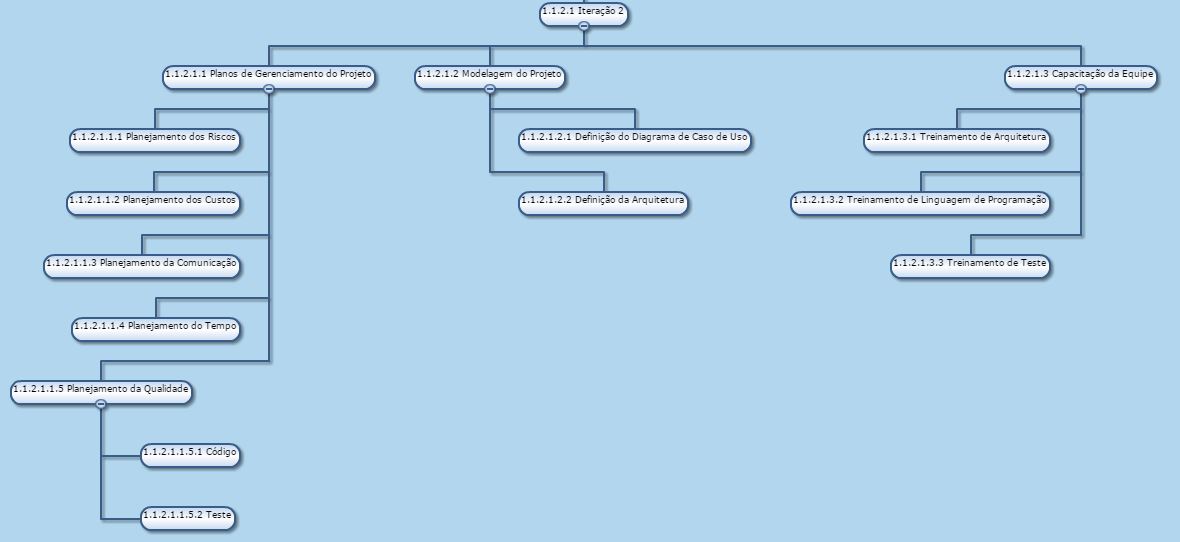 1.1.2.1 Iteração 2
1.1.2.1.1 Planos de Gerenciamento do Projeto
1.1.2.1.2 Modelagem do Projeto
1.1.2.1.3 Capacitação da Equipe
1.1.2.1.1.1 Planejamento dos Riscos
1.1.2.1.2.1 Definição do Diagrama de Caso de Uso
1.1.2.1.3.1 Treinamento de Arquitetura
1.1.2.1.1.2 Planejamento dos Custos
1.1.2.1.2.2 Definição da Arquitetura
1.1.2.1.3.2 Treinamento de Linguagem de Programação
1.1.2.1.1.3 Planejamento da Comunicação
1.1.2.1.3.3 Treinamento de Teste
1.1.2.1.1.4 Planejamento do Tempo
1.1.2.1.1.5 Planejamento da Qualidade
1.1.2.1.1.5.1 Código
1.1.2.1.1.5.2 Teste